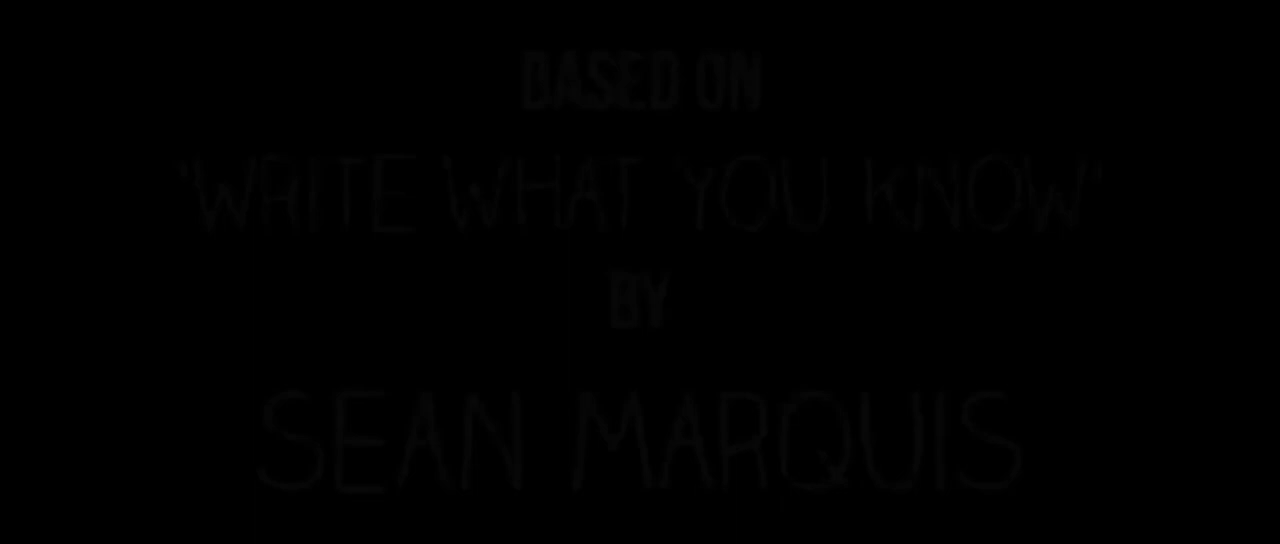 BASED ON
"WRITE WHAT YOU KNOW"
BY
SEAN MARQUIS